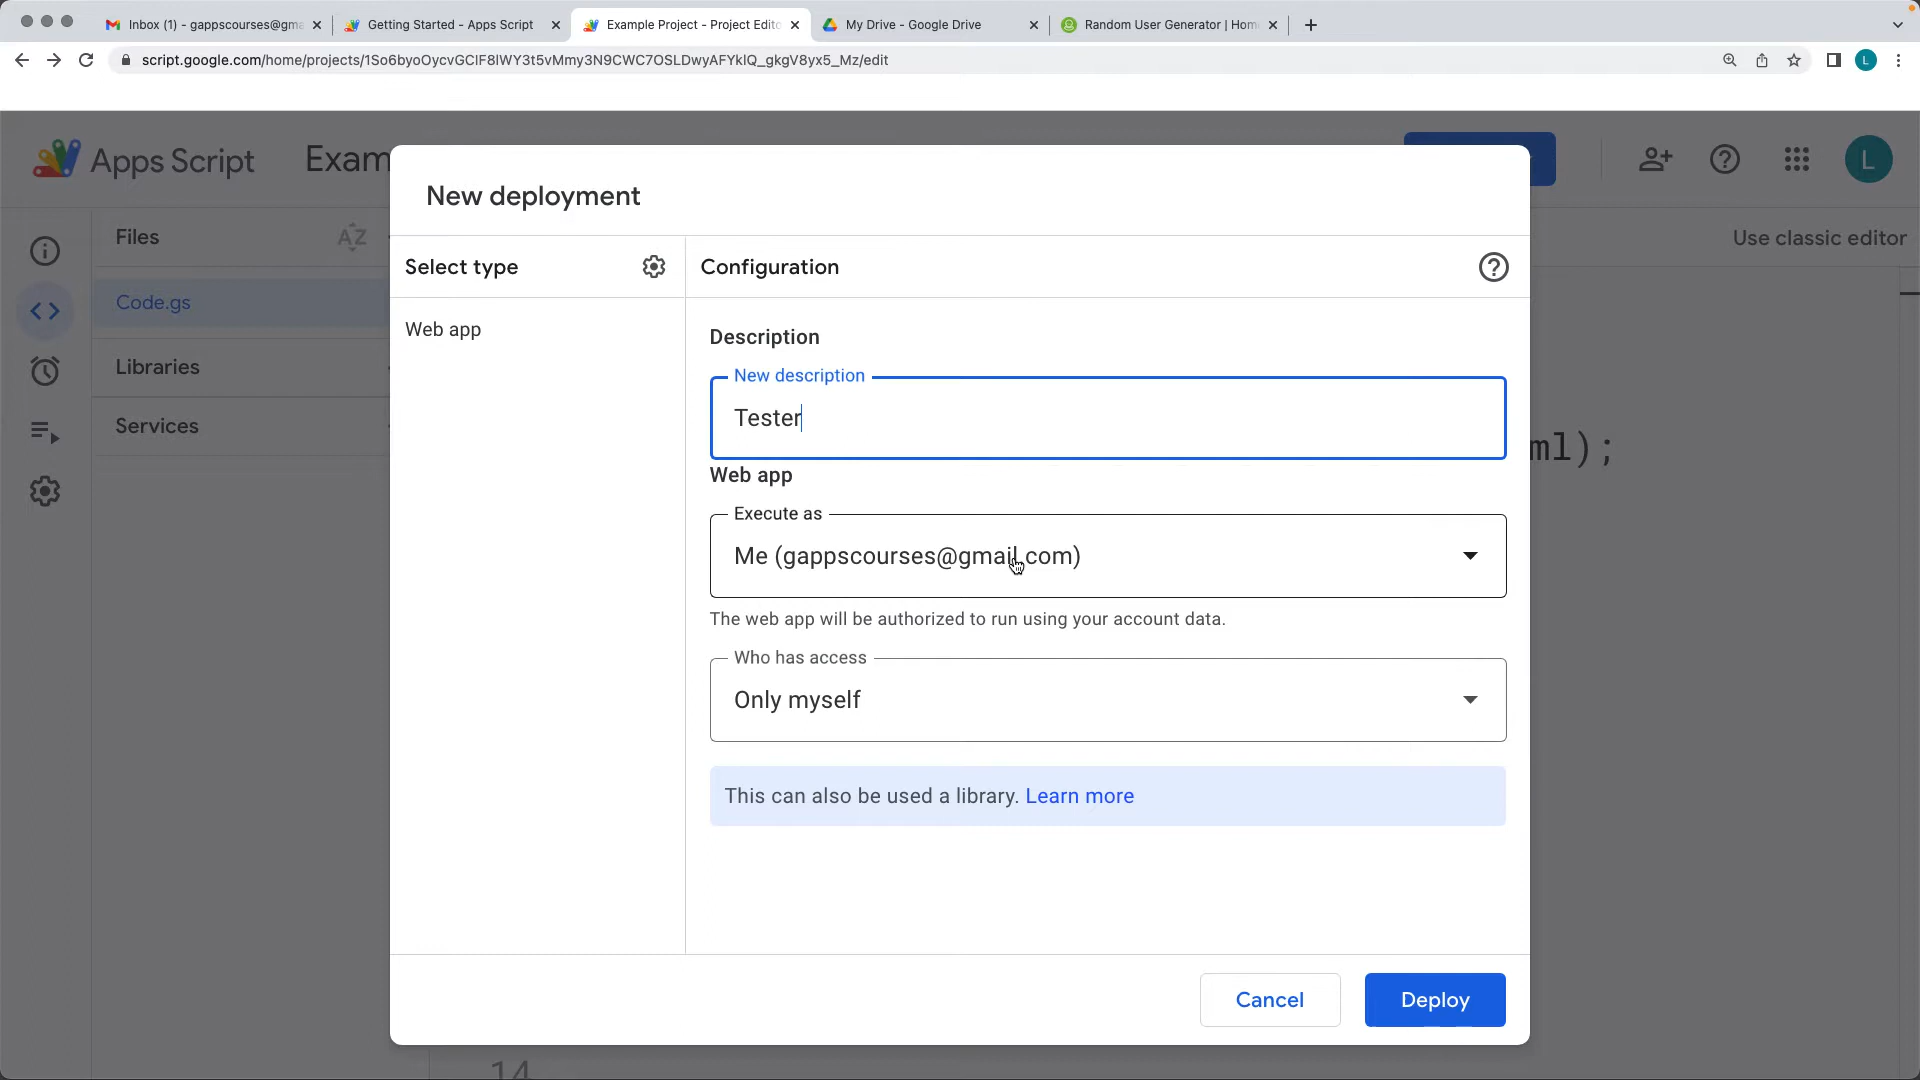 Inbox (1) - gappscourses@gma
Getting Started - Apps Script
Example Project - Project Edito
My Drive - Google Drive
Random User Generator | Hom
script.google.com/home/projects/1So6byoOycvGClF8lWY3t5vMmy3N9CWC7OSLDwyAFYklQ_gkgV8yx5_Mz/edit
L
Apps Script
Exam
L
Files
AZ
Use classic editor
Code.gs
Libraries
Services
ml);
14
New deployment
Select type
Configuration
Web app
Description
New description
Tester
Web app
Execute as
Me (gappscourses@gmail.com)
The web app will be authorized to run using your account data.
Who has access
Only myself
This can also be used a library. Learn more
Cancel
Deploy